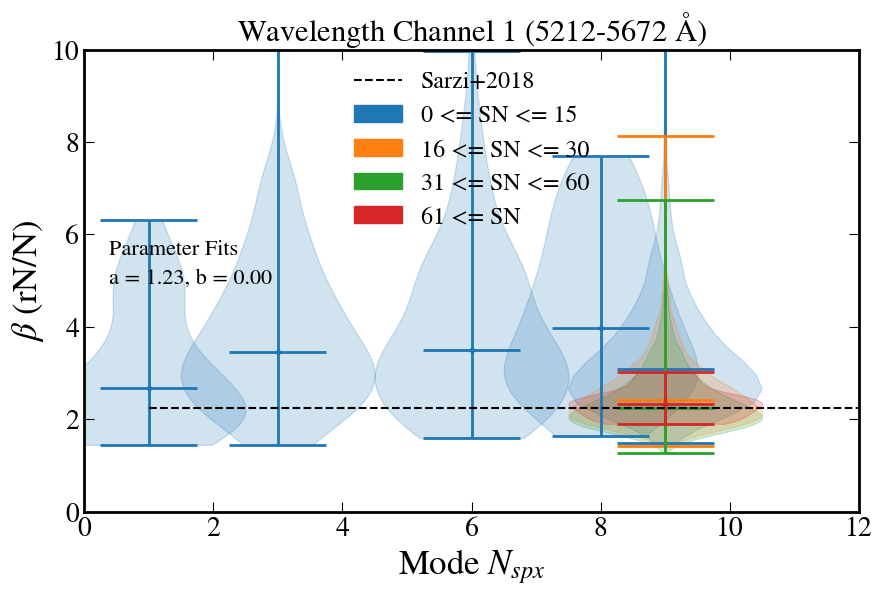 Wavelength Channel 1 (5212-5672 Å)
10
8
6
4
2
0
β (rN/N)
Sarzi+2018
0 <= SN <= 15
16 <= SN <= 30
31 <= SN <= 60
61 <= SN
Parameter Fits
a = 1.23, b = 0.00
0 2 4 6 8 10 12
Mode N_{spx}